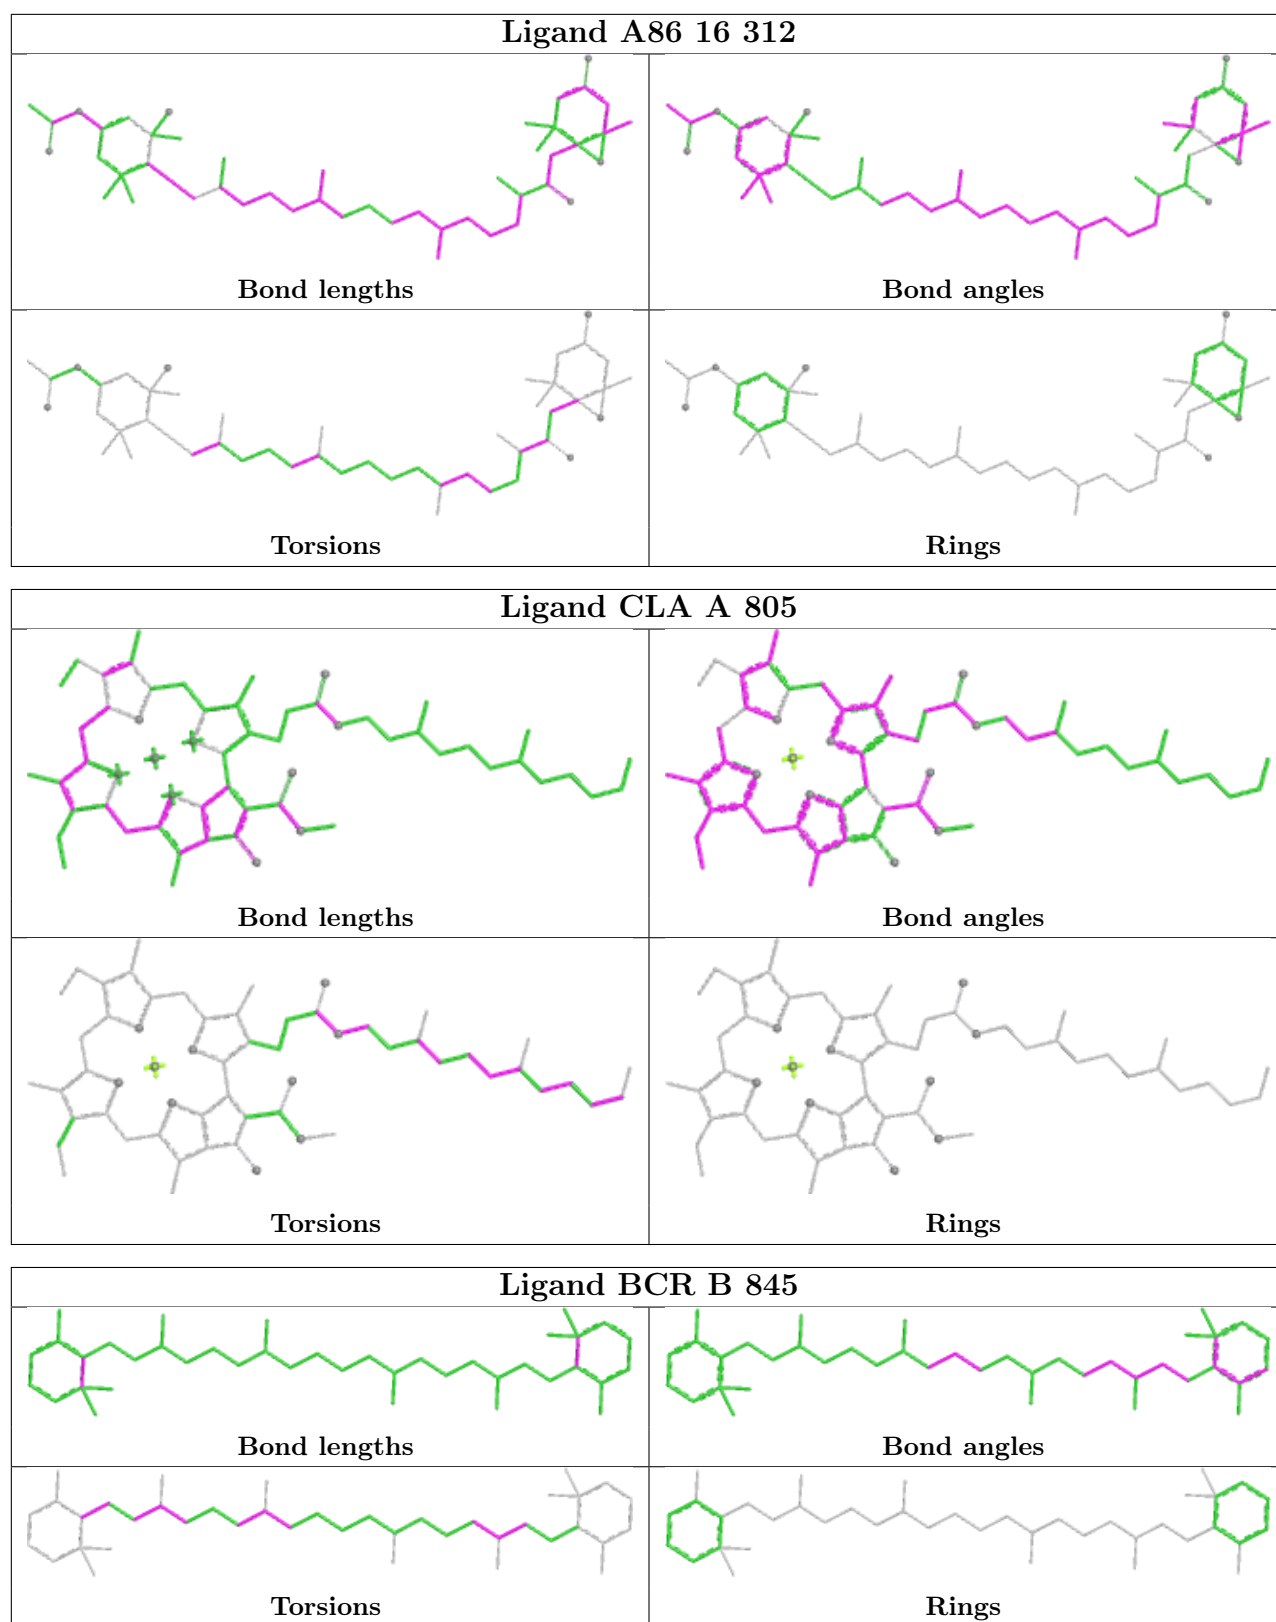 Ligand A86 16 312
Bond lengths
Bond angles
Torsions
Rings
Ligand CLA A 805
Bond lengths
Bond angles
Torsions
Rings
Ligand BCR B 845
Bond lengths
Bond angles
Torsions
Rings